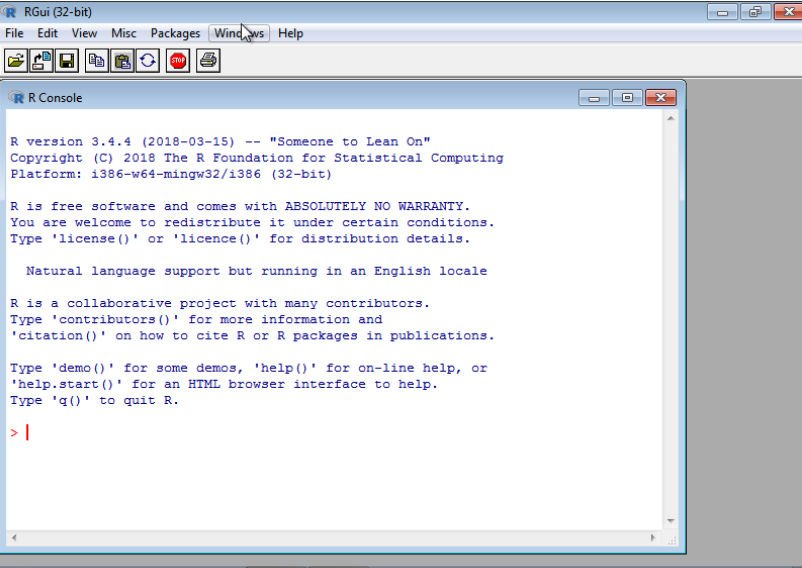 RGui (32-bit)
File Edit View Misc Packages Windows Help
STOP
R Console
R version 3.4.4 (2018-03-15) -- "Someone to Lean On"
Copyright (C) 2018 The R Foundation for Statistical Computing
Platform: i386-w64-mingw32/i386 (32-bit)
R is free software and comes with ABSOLUTELY NO WARRANTY.
You are welcome to redistribute it under certain conditions.
Type 'license()' or 'licence()' for distribution details.
Natural language support but running in an English locale
R is a collaborative project with many contributors.
Type 'contributors()' for more information and
'citation()' on how to cite R or R packages in publications.
Type 'demo()' for some demos, 'help()' for on-line help, or
'help.start()' for an HTML browser interface to help.
Type 'q()' to quit R.
>